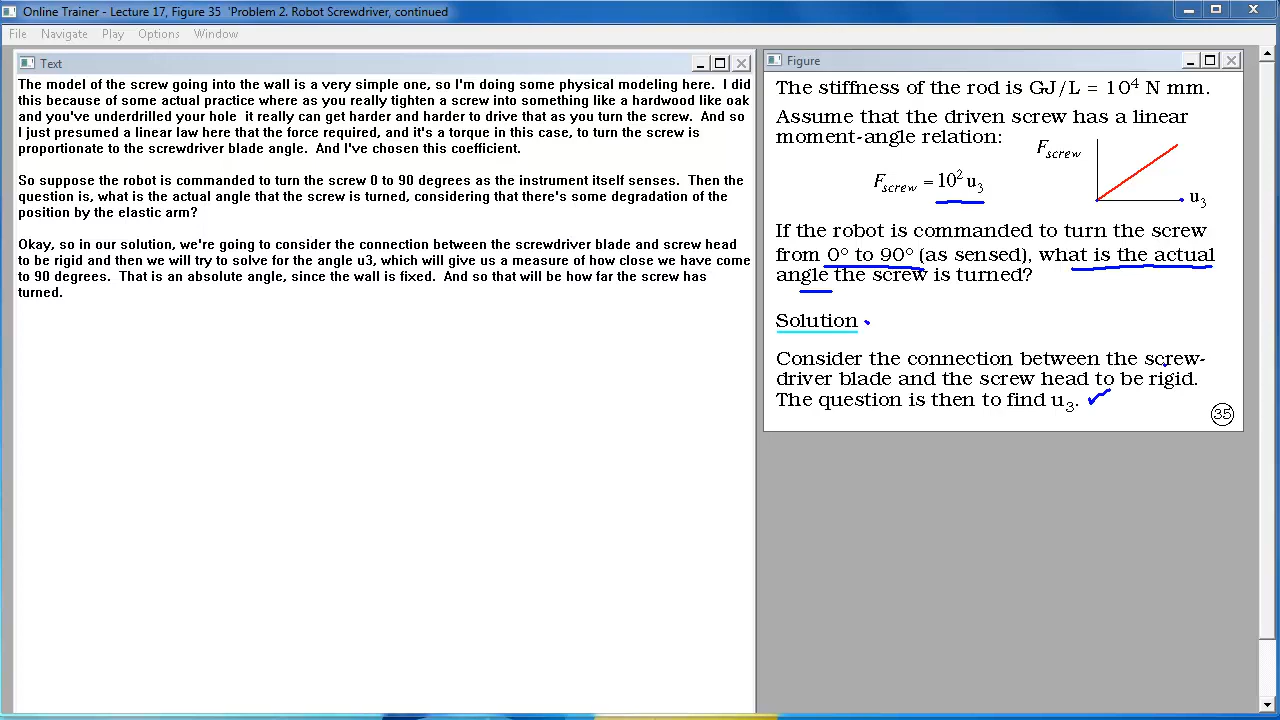 Online Trainer - Lecture 17, Figure 35 'Problem 2. Robot Screwdriver, continued
File Navigate Play Options Window
Text
The model of the screw going into the wall is a very simple one, so I'm doing some physical modeling here. I did
this because of some actual practice where as you really tighten a screw into something like a hardwood like oak
and you've underdrilled your hole it really can get harder and harder to drive that as you turn the screw. And so
I just presumed a linear law here that the force required, and it's a torque in this case, to turn the screw is
proportionate to the screwdriver blade angle. And I've chosen this coefficient.
So suppose the robot is commanded to turn the screw 0 to 90 degrees as the instrument itself senses. Then the
question is, what is the actual angle that the screw is turned, considering that there's some degradation of the
position by the elastic arm?
Okay, so in our solution, we're going to consider the connection between the screwdriver blade and screw head
to be rigid and then we will try to solve for the angle u3, which will give us a measure of how close we have come
to 90 degrees. That is an absolute angle, since the wall is fixed. And so that will be how far the screw has
turned.
Figure
The stiffness of the rod is GJ/L = 10⁴ N mm.
Assume that the driven screw has a linear
moment-angle relation:
F_screw
F_screw = 10² u₃
u₃
If the robot is commanded to turn the screw
from 0° to 90° (as sensed), what is the actual
angle the screw is turned?
Solution
Consider the connection between the screw-
driver blade and the screw head to be rigid.
The question is then to find u₃.
35